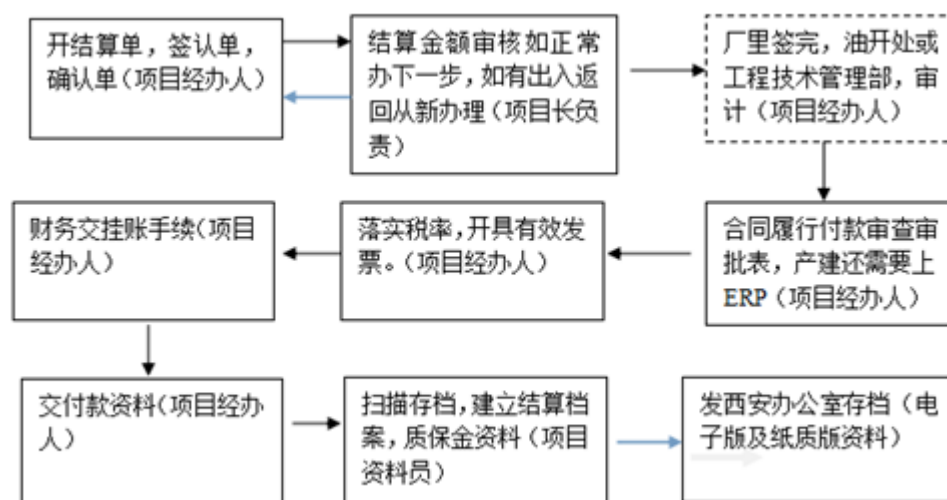 开结算单，签认单，
确认单（项目经办人）
结算金额审核如正常
办下一步，如有出入返
回从新办理（项目长负
责）
厂里签完，油开处或
工程技术管理部，审
计（项目经办人）
财务交挂账手续（项目
经办人）
落实税率，开具有效发
票。（项目经办人）
合同履行付款审查审
批表，产建还需要上
ERP（项目经办人）
交付款资料（项目经办
人）
扫描存档，建立结算档
案，质保金资料（项目
资料员）
发西安办公室存档（电
子版及纸质版资料）